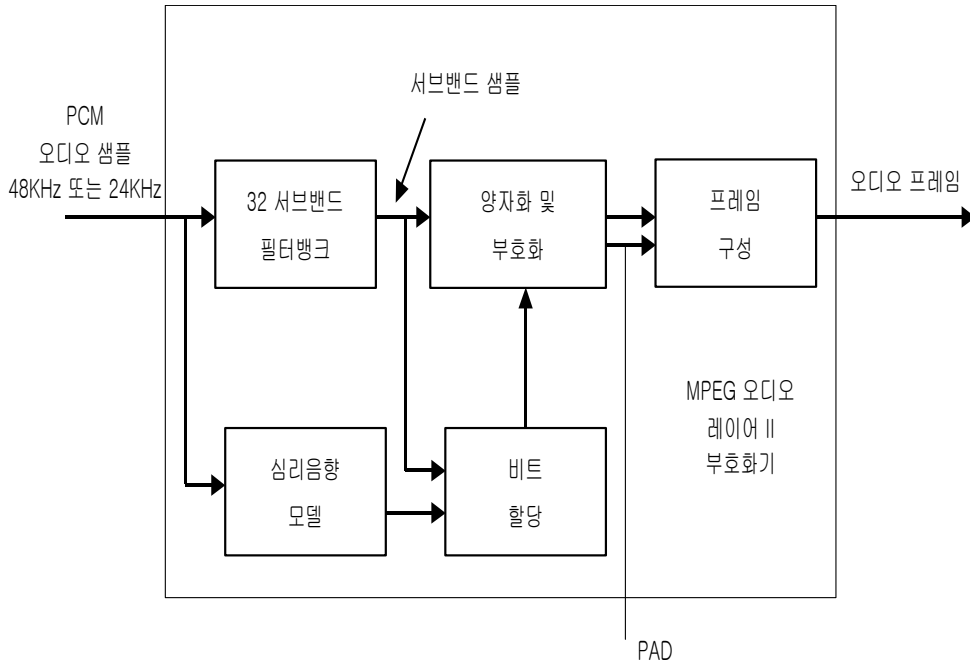 서브밴드 샘플
PCM
오디오 샘플
48KHz 또는 24KHz
32 서브밴드
필터뱅크
양자화 및
부호화
프레임
구성
오디오 프레임
MPEG 오디오
레이어 II
부호화기
심리음향
모델
비트
할당
PAD